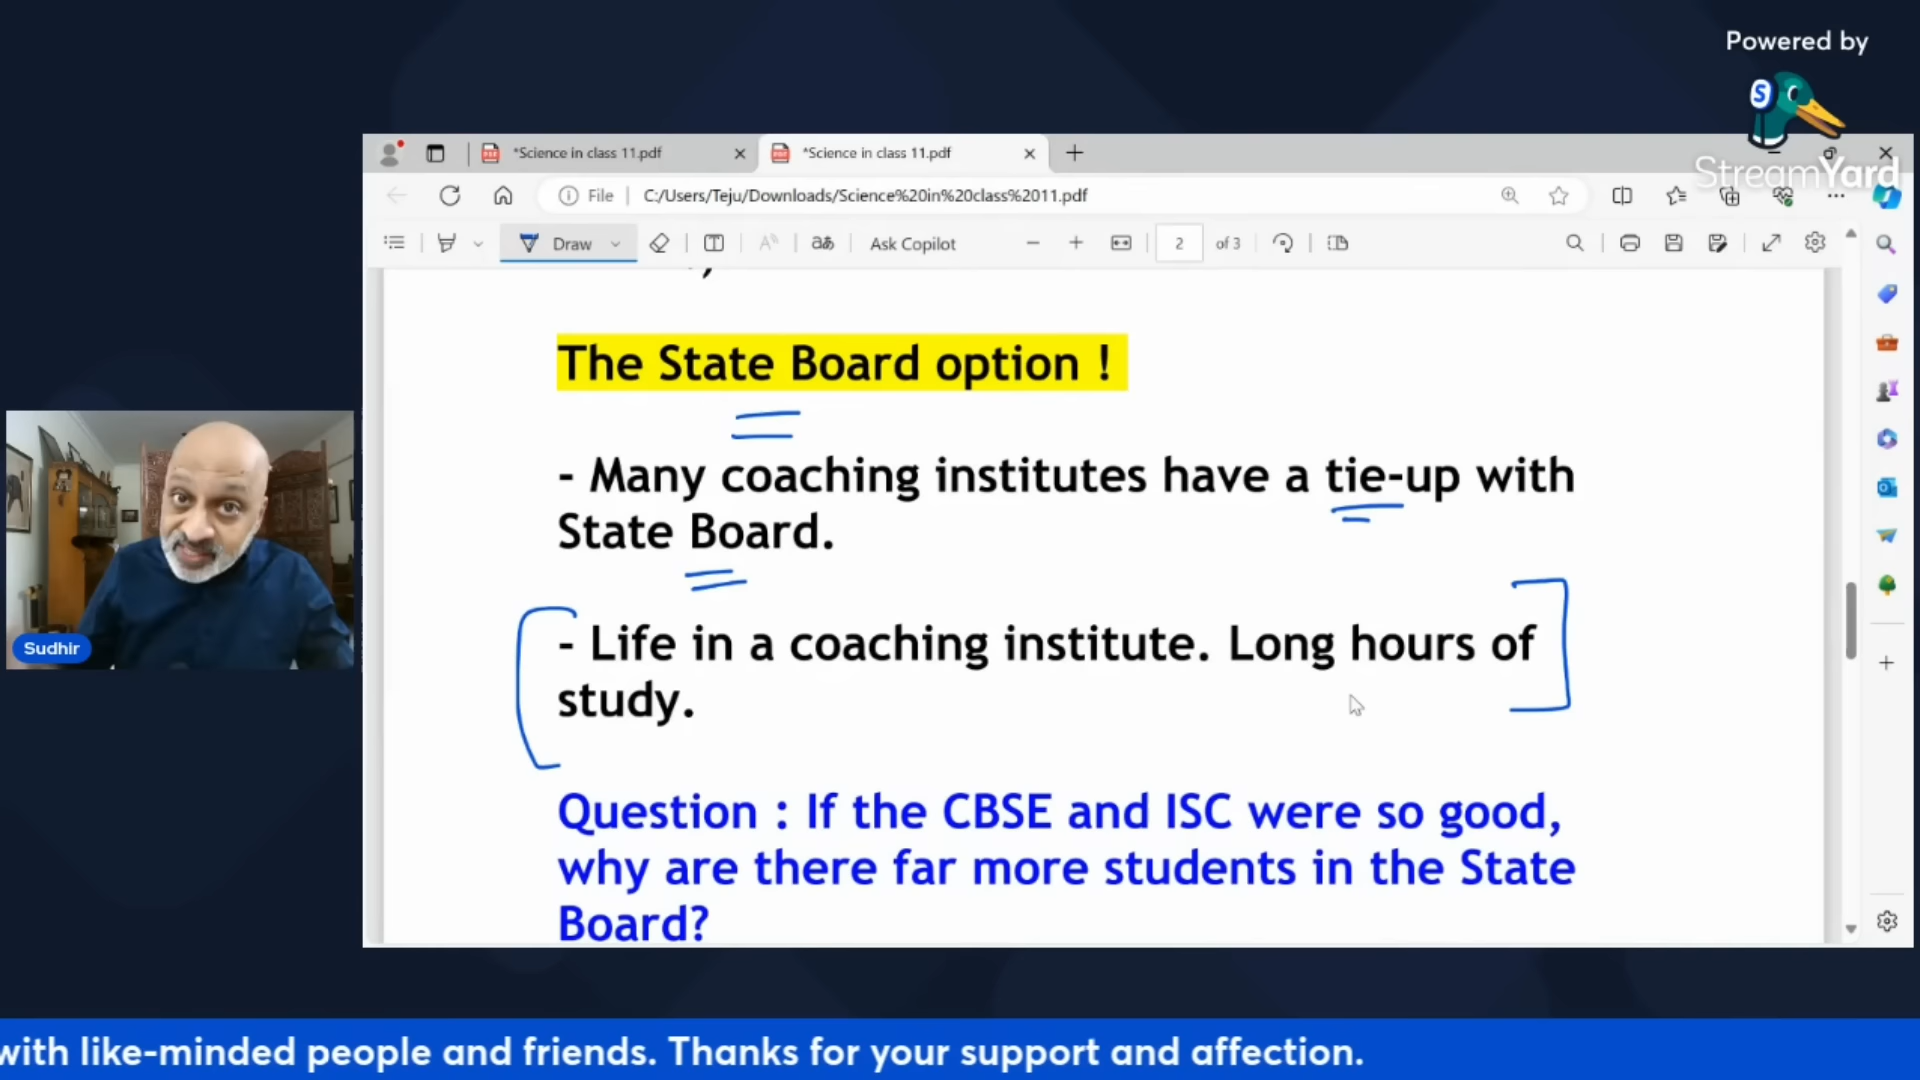 Powered by
StreamYard
*Science in class 11.pdf
*Science in class 11.pdf
File
C:/Users/Teju/Downloads/Science%20in%20class%2011.pdf
Draw
aあ
Ask Copilot
2
of 3
The State Board option !
- Many coaching institutes have a tie-up with
State Board.
- Life in a coaching institute. Long hours of
study.
Question : If the CBSE and ISC were so good,
why are there far more students in the State
Board?
Sudhir
with like-minded people and friends. Thanks for your support and affection.